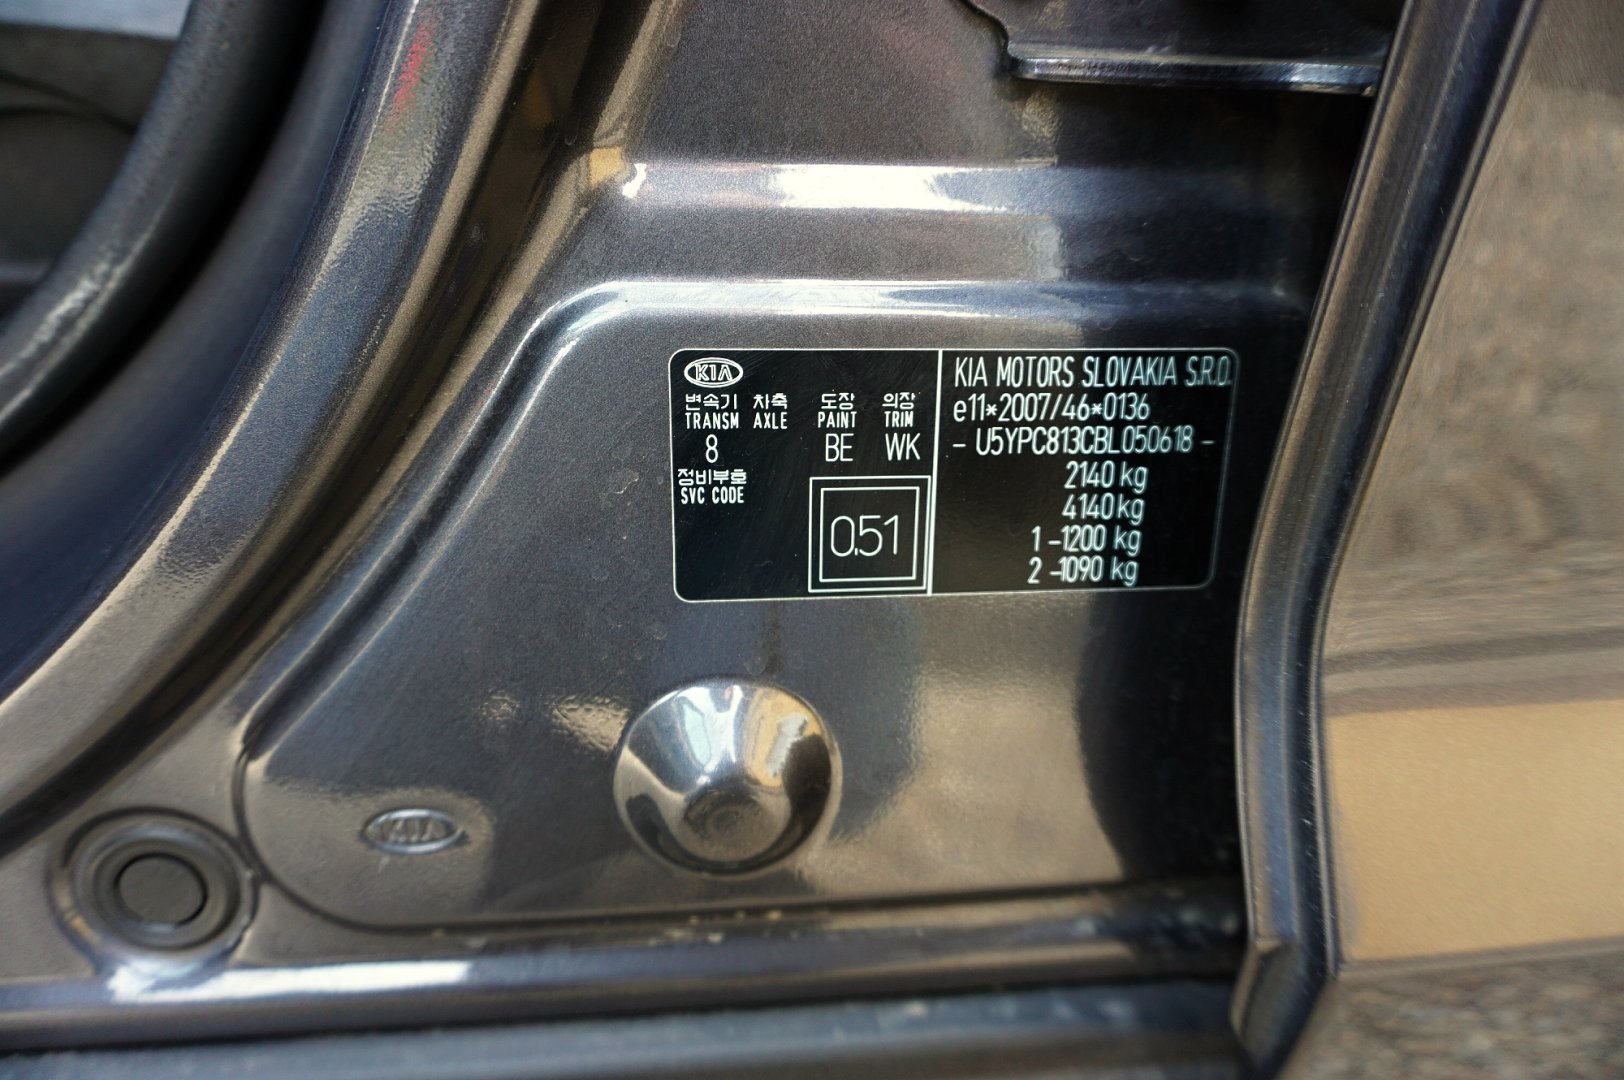 KIA
변속기 차축 도장 의장
TRANSM AXLE PAINT TRIM
8 BE WK
정비부호
SVC CODE
0.51
KIA MOTORS SLOVAKIA S.R.O.
e11*2007/46*0136
- U5YPC813CBL050618 -
2140 kg
4140 kg
1 -1200 kg
2 -1090 kg
KIA